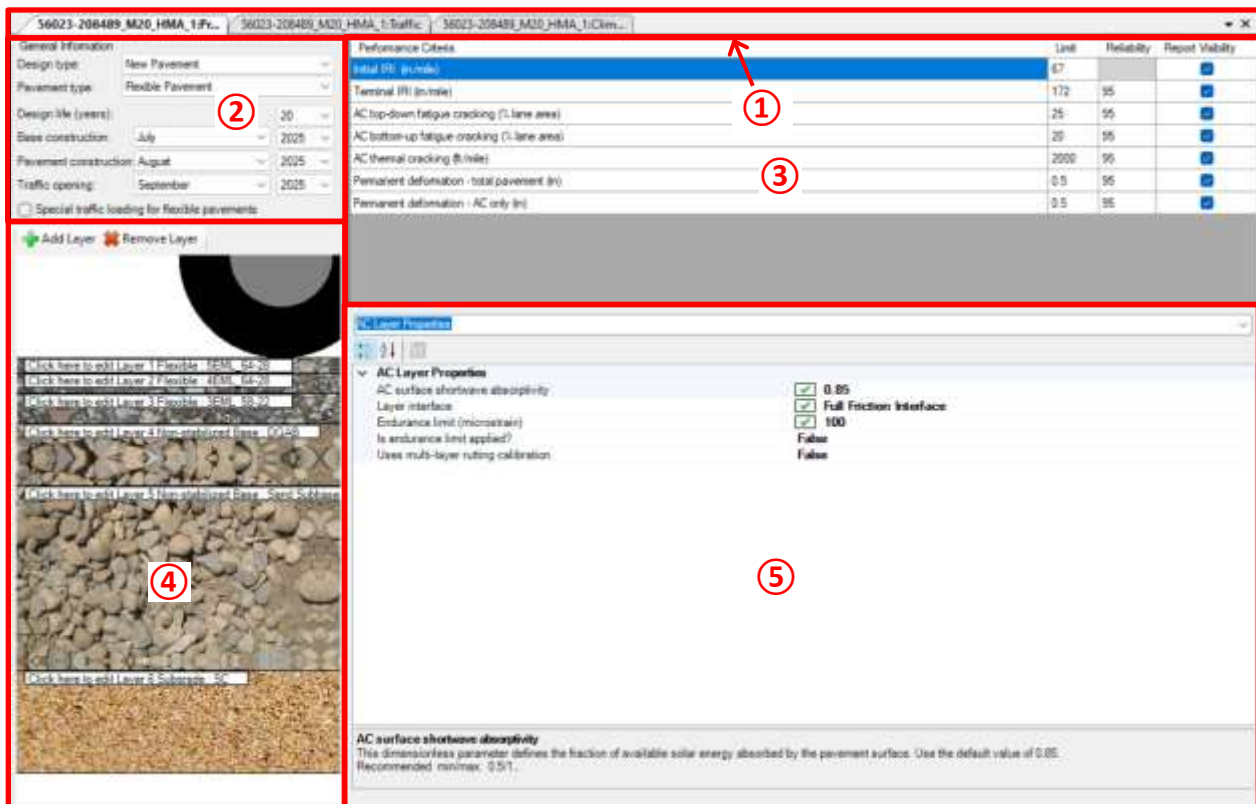 56023-208489_M20_HMA_1:Pr... 56023-208489_M20_HMA_1:Traffic 56023-208489_M20_HMA_1:Clim...
①
General Information
Design type: New Pavement
Pavement type: Flexible Pavement
Design life (years): 20
Base construction: July 2025
Pavement construction: August 2025
Traffic opening: September 2025
Special traffic loading for flexible pavements
②
Performance Criteria Limit Reliability Report Visibility
Initial IRI (in/mile) 67
Terminal IRI (in/mile) 172 95
AC top-down fatigue cracking (% lane area) 25 95
AC bottom-up fatigue cracking (% lane area) 20 95
AC thermal cracking (ft/mile) 2000 95
Permanent deformation - total pavement (in) 0.5 95
Permanent deformation - AC only (in) 0.5 95
③
Add Layer Remove Layer
Click here to edit Layer 1 Flexible : 5EML_64-28
Click here to edit Layer 2 Flexible : 4EML_64-28
Click here to edit Layer 3 Flexible : 3EML_58-22
Click here to edit Layer 4 Non-stabilized Base : DGAB
Click here to edit Layer 5 Non-stabilized Base : Sand Subbase
Click here to edit Layer 6 Subgrade : SC
④
AC Layer Properties
AC Layer Properties
AC surface shortwave absorptivity 0.85
Layer interface Full Friction Interface
Endurance limit (microstrain) 100
Is endurance limit applied? False
Uses multi-layer rutting calibration False
⑤
AC surface shortwave absorptivity
This dimensionless parameter defines the fraction of available solar energy absorbed by the pavement surface. Use the default value of 0.85.
Recommended min/max: 0.5/1.